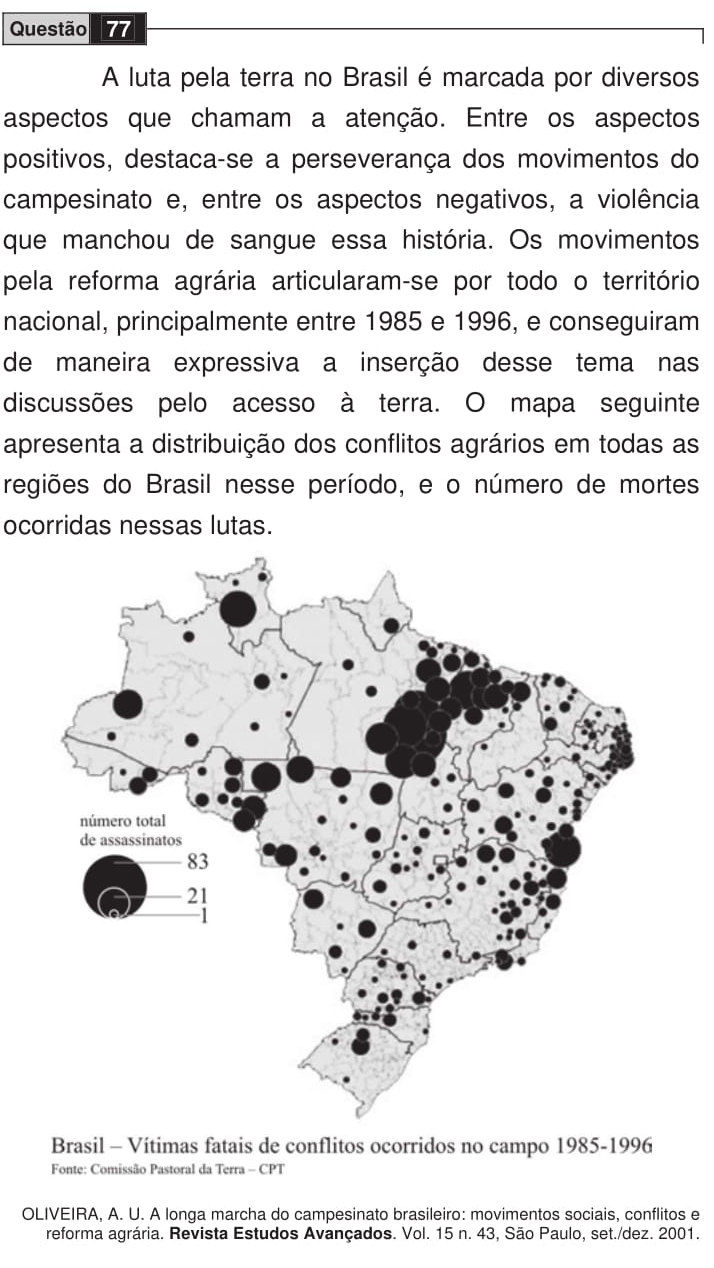 Questão 77
A luta pela terra no Brasil é marcada por diversos
aspectos que chamam a atenção. Entre os aspectos
positivos, destaca-se a perseverança dos movimentos do
campesinato e, entre os aspectos negativos, a violência
que manchou de sangue essa história. Os movimentos
pela reforma agrária articularam-se por todo o território
nacional, principalmente entre 1985 e 1996, e conseguiram
de maneira expressiva a inserção desse tema nas
discussões pelo acesso à terra. O mapa seguinte
apresenta a distribuição dos conflitos agrários em todas as
regiões do Brasil nesse período, e o número de mortes
ocorridas nessas lutas.
número total
de assassinatos
83
21
1
Brasil – Vítimas fatais de conflitos ocorridos no campo 1985-1996
Fonte: Comissão Pastoral da Terra – CPT
OLIVEIRA, A. U. A longa marcha do campesinato brasileiro: movimentos sociais, conflitos e
reforma agrária. Revista Estudos Avançados. Vol. 15 n. 43, São Paulo, set./dez. 2001.